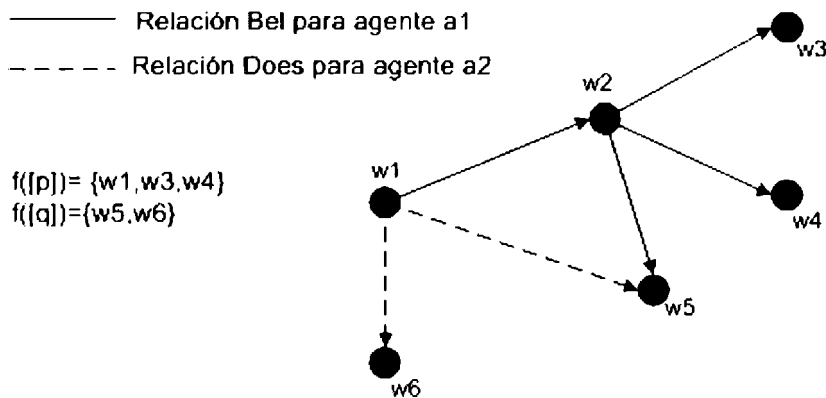 Relación Bel para agente a1
Relación Does para agente a2
w3
w2
w1
f([p])= {w1,w3,w4}
f([q])={w5,w6}
w4
w5
w6